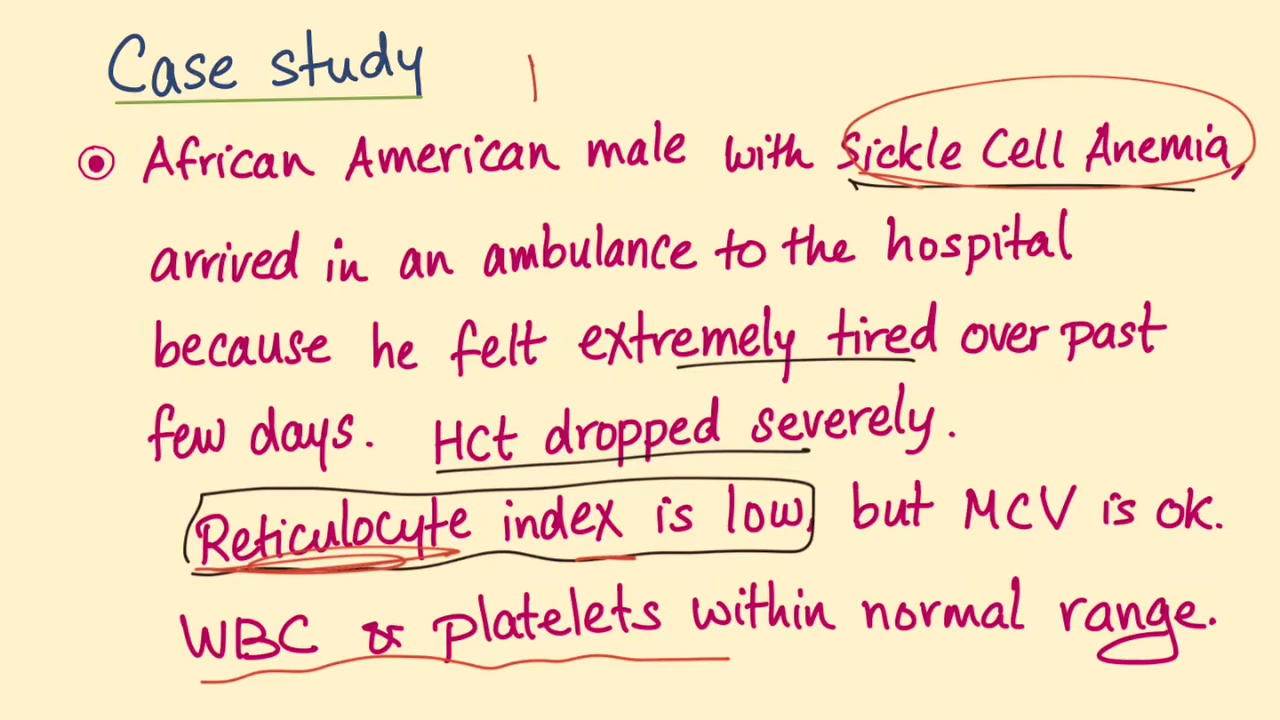 Case study
African American male with Sickle Cell Anemia,
arrived in an ambulance to the hospital
because he felt extremely tired over past
few days. HCt dropped severely.
Reticulocyte index is low, but MCV is ok.
WBC & platelets within normal range.